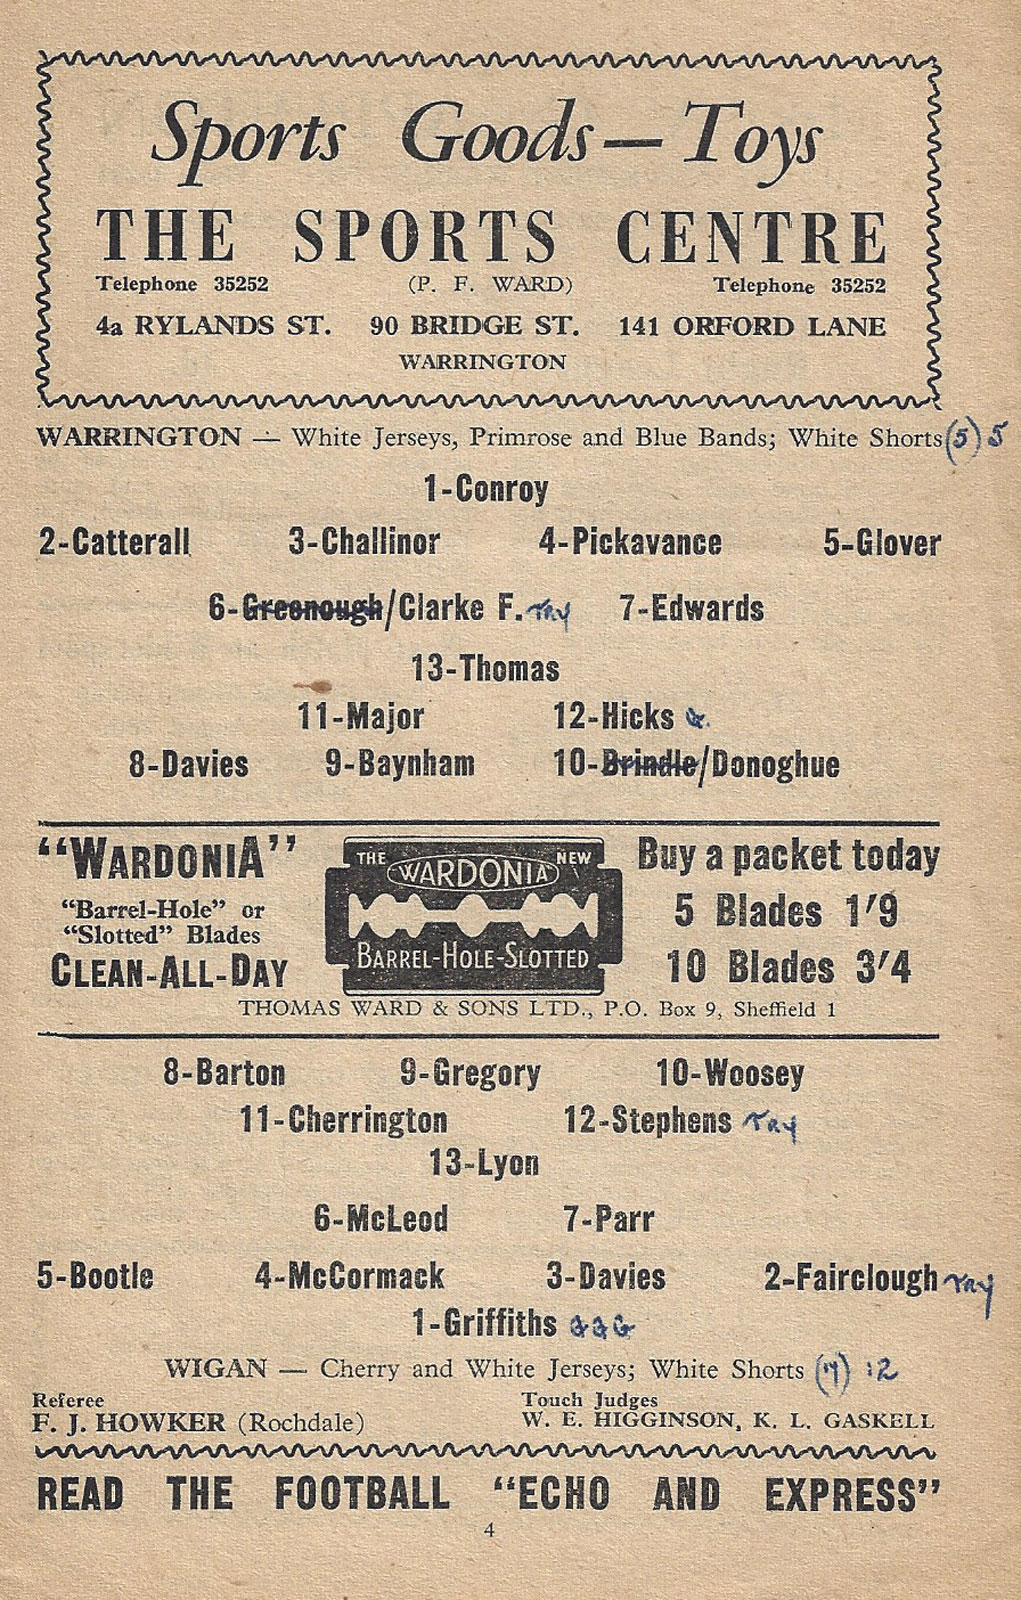 Sports Goods — Toys
THE SPORTS CENTRE
Telephone 35252 (P. F. WARD) Telephone 35252
4a RYLANDS ST. 90 BRIDGE ST. 141 ORFORD LANE
WARRINGTON
WARRINGTON — White Jerseys, Primrose and Blue Bands; White Shorts (5) 5
1-Conroy
2-Catterall 3-Challinor 4-Pickavance 5-Glover
6-Greenough/Clarke F. TRY 7-Edwards
13-Thomas
11-Major 12-Hicks G.
8-Davies 9-Baynham 10-Brindle/Donoghue
"WARDONIA"
"Barrel-Hole" or
"Slotted" Blades
CLEAN-ALL-DAY
THE WARDONIA NEW
BARREL-HOLE-SLOTTED
Buy a packet today
5 Blades 1'9
10 Blades 3'4
THOMAS WARD & SONS LTD., P.O. Box 9, Sheffield 1
8-Barton 9-Gregory 10-Woosey
11-Cherrington 12-Stephens TRY
13-Lyon
6-McLeod 7-Parr
5-Bootle 4-McCormack 3-Davies 2-Fairclough TRY
1-Griffiths G G G
WIGAN — Cherry and White Jerseys; White Shorts :2
Referee
F. J. HOWKER (Rochdale)
Touch Judges
W. E. HIGGINSON, K. L. GASKELL
READ THE FOOTBALL "ECHO AND EXPRESS"
4